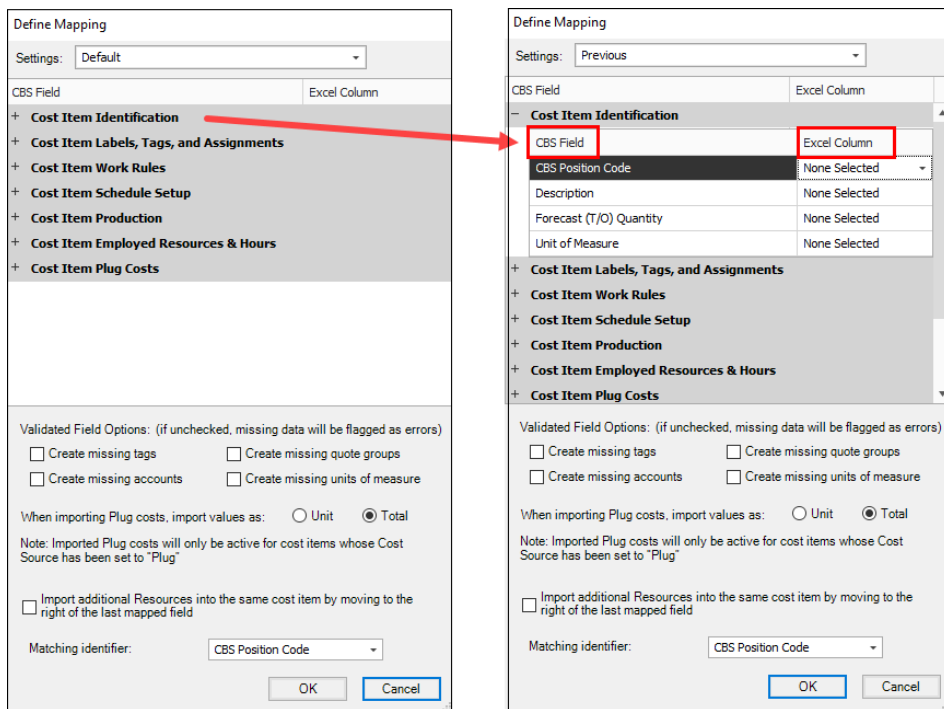 Define Mapping
Settings: Default
CBS Field Excel Column
+ Cost Item Identification
+ Cost Item Labels, Tags, and Assignments
+ Cost Item Work Rules
+ Cost Item Schedule Setup
+ Cost Item Production
+ Cost Item Employed Resources & Hours
+ Cost Item Plug Costs
Validated Field Options: (if unchecked, missing data will be flagged as errors)
Create missing tags Create missing quote groups
Create missing accounts Create missing units of measure
When importing Plug costs, import values as: Unit Total
Note: Imported Plug costs will only be active for cost items whose Cost
Source has been set to "Plug"
Import additional Resources into the same cost item by moving to the
right of the last mapped field
Matching identifier: CBS Position Code
OK Cancel
Define Mapping
Settings: Previous
CBS Field Excel Column
− Cost Item Identification
CBS Field Excel Column
CBS Position Code None Selected
Description None Selected
Forecast (T/O) Quantity None Selected
Unit of Measure None Selected
+ Cost Item Labels, Tags, and Assignments
+ Cost Item Work Rules
+ Cost Item Schedule Setup
+ Cost Item Production
+ Cost Item Employed Resources & Hours
+ Cost Item Plug Costs
Validated Field Options: (if unchecked, missing data will be flagged as errors)
Create missing tags Create missing quote groups
Create missing accounts Create missing units of measure
When importing Plug costs, import values as: Unit Total
Note: Imported Plug costs will only be active for cost items whose Cost
Source has been set to "Plug"
Import additional Resources into the same cost item by moving to the
right of the last mapped field
Matching identifier: CBS Position Code
OK Cancel